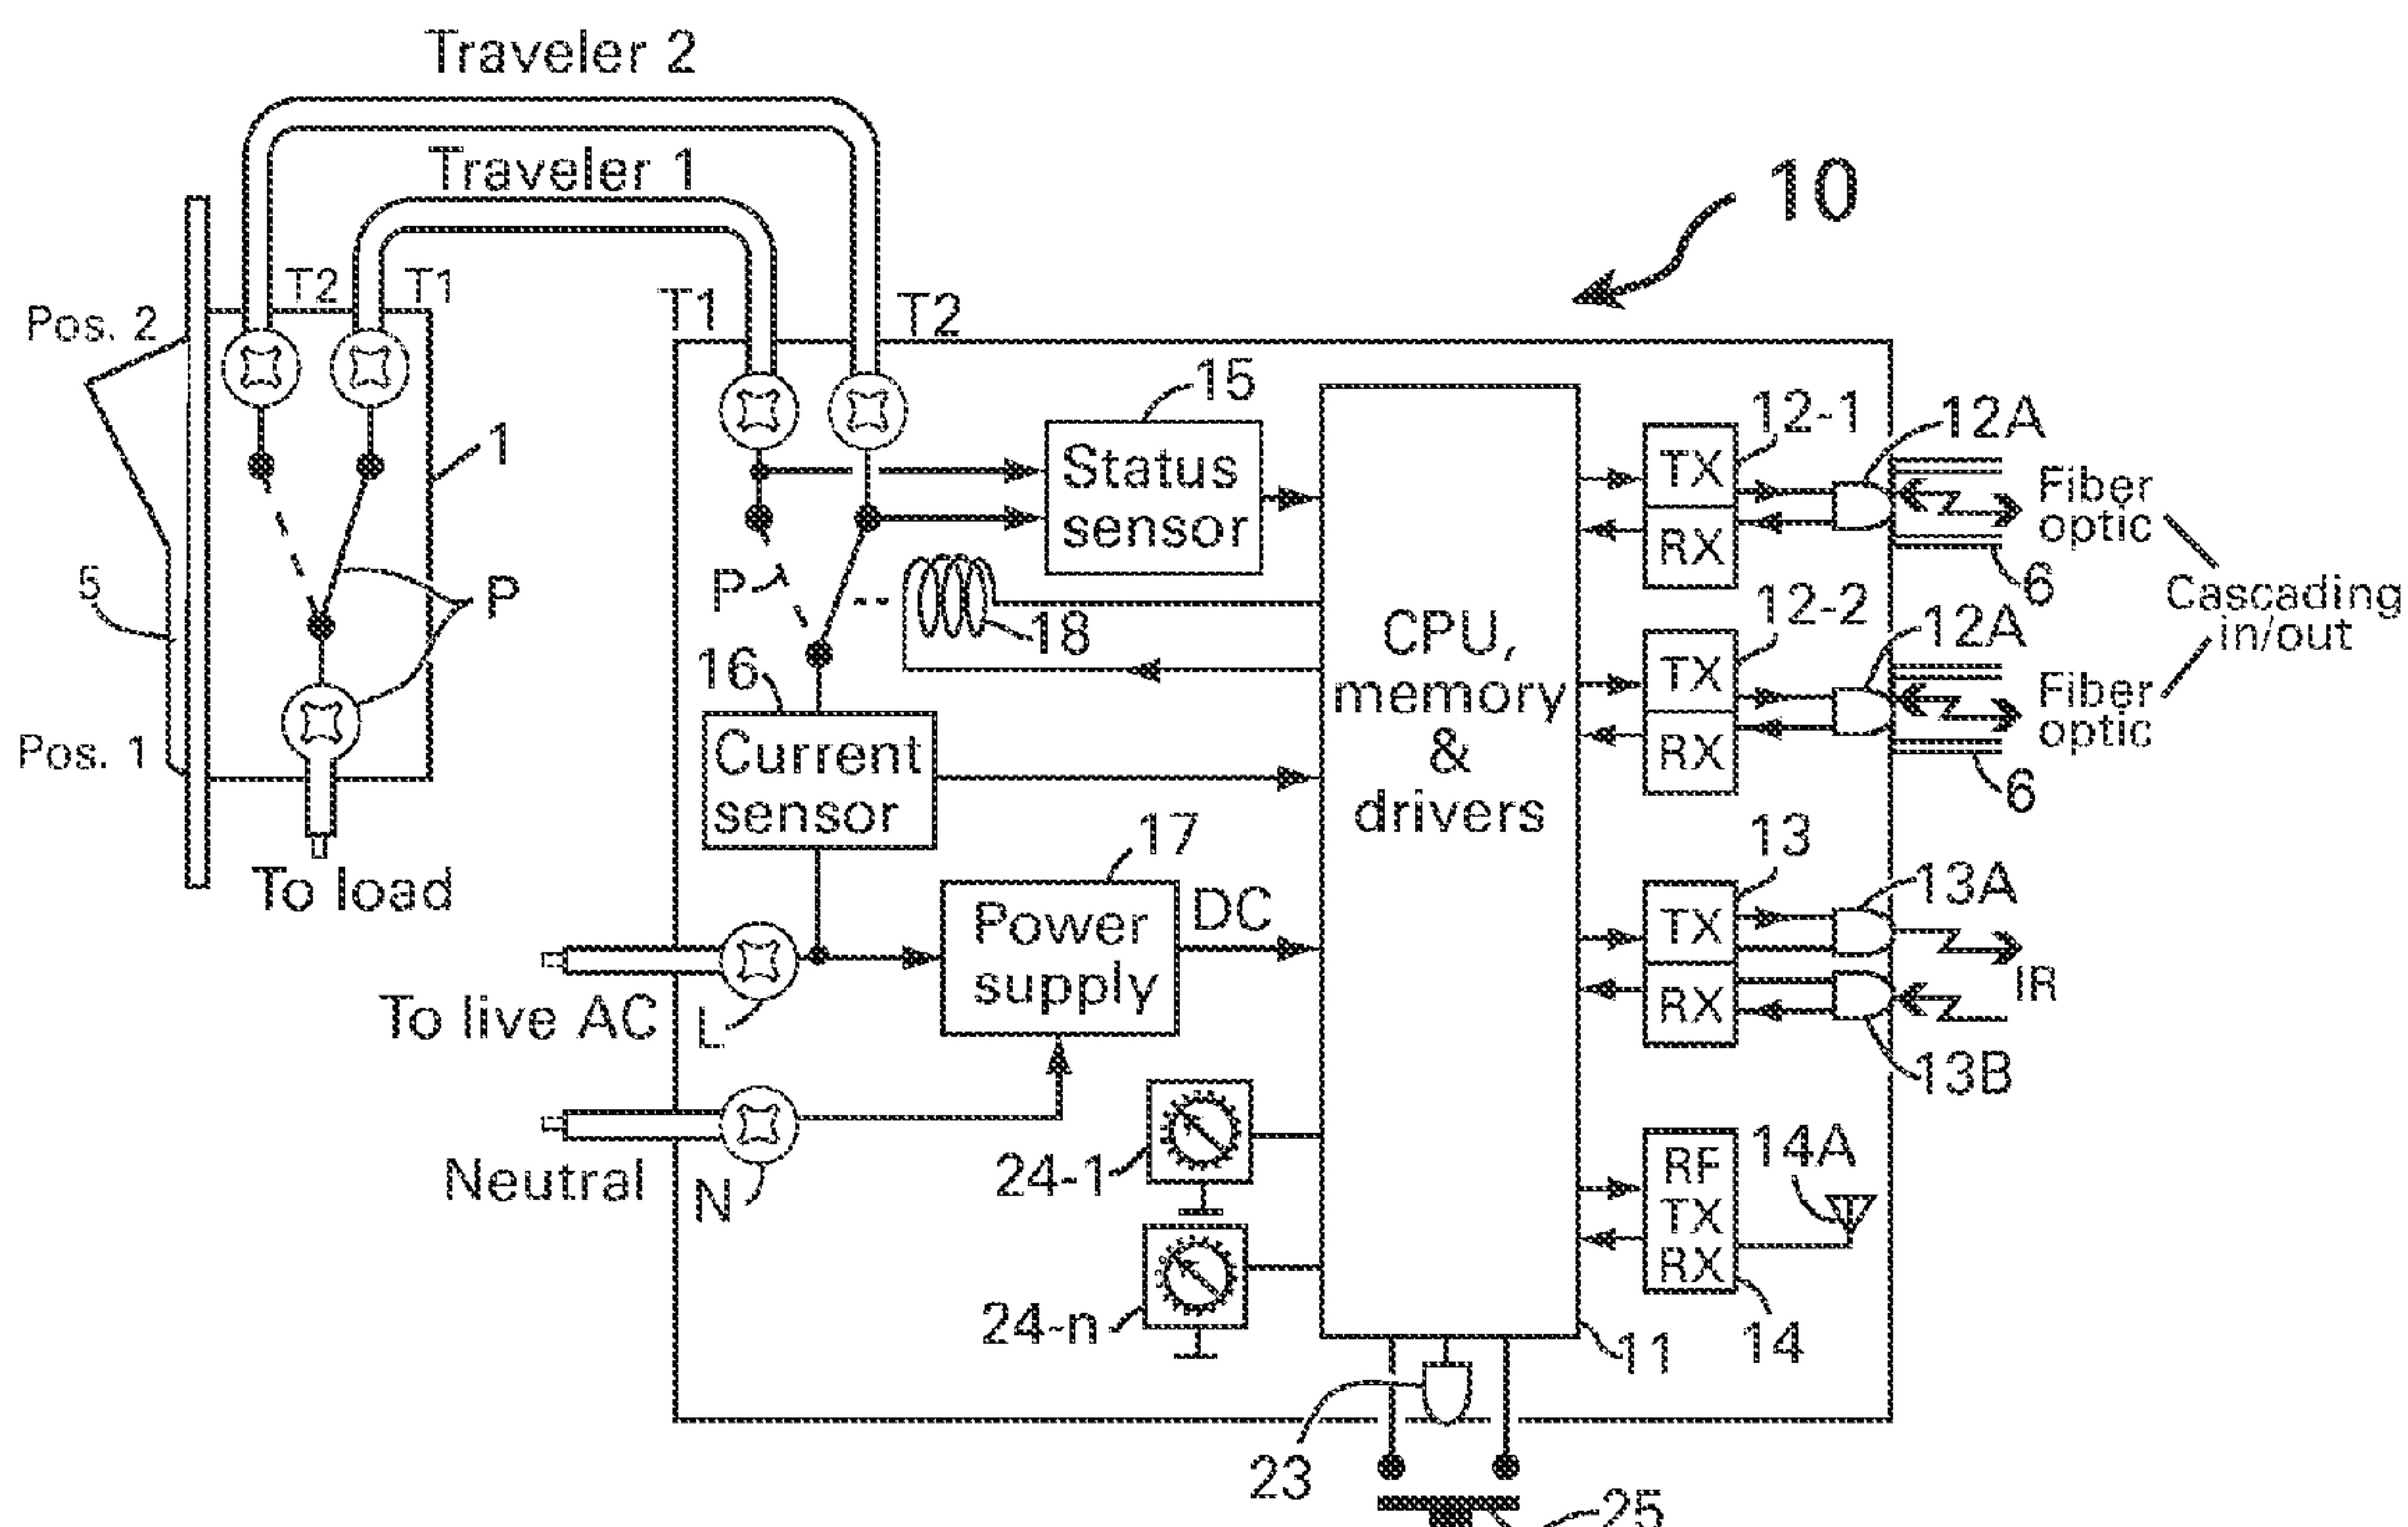 Traveler 2
Traveler 1
10
T2
T1
T1
T2
Pos. 2
1
5
P
Pos. 1
To load
15
Status
sensor
P
18
16
Current
sensor
17
Power
supply
DC
To live AC
L
Neutral
N
24-1
24-n
CPU,
memory
&
drivers
12-1
TX
RX
12A
Fiber
optic
6
12-2
TX
RX
12A
Fiber
optic
6
Cascading
in/out
13
TX
RX
13A
IR
13B
RF
TX
RX
14A
14
11
23
25